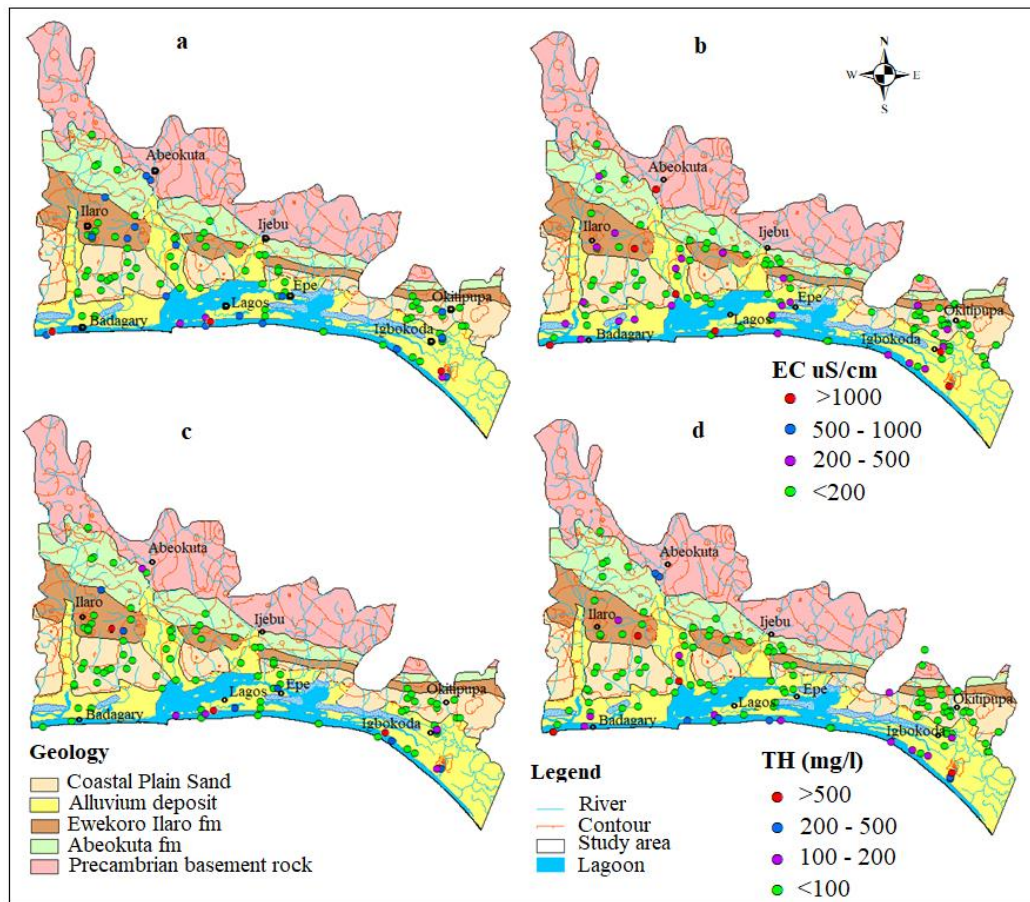 a
b
N
W E
S
Abeokuta
Ilaro
Ijebu
Epe
Lagos
Okitipupa
Badagary
Igbokoda
Abeokuta
Ilaro
Ijebu
Epe
Lagos
Okitipupa
Badagary
Igbokoda
EC uS/cm
>1000
500 - 1000
200 - 500
<200
c
d
Abeokuta
Ilaro
Ijebu
Epe
Lagos
Okitipupa
Badagary
Igbokoda
Abeokuta
Ilaro
Ijebu
Epe
Lagos
Okitipupa
Badagary
Igbokoda
Geology
Coastal Plain Sand
Alluvium deposit
Ewekoro Ilaro fm
Abeokuta fm
Precambrian basement rock
Legend
River
Contour
Study area
Lagoon
TH (mg/l)
>500
200 - 500
100 - 200
<100